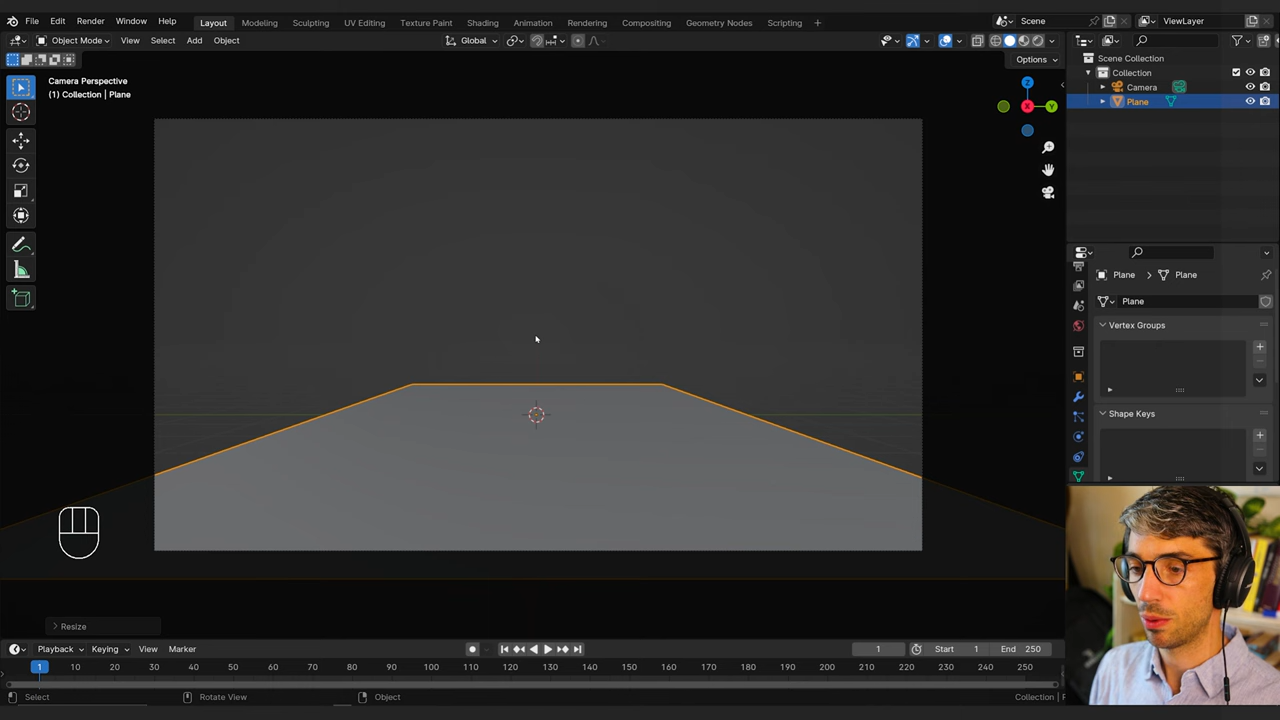 File Edit Render Window Help Layout Modeling Sculpting UV Editing Texture Paint Shading Animation Rendering Compositing Geometry Nodes Scripting + Scene ViewLayer
Object Mode View Select Add Object Global
Options
Camera Perspective
(1) Collection | Plane
X
Y
Z
Scene Collection
Collection
Camera
Plane
Plane > Plane
Plane
Vertex Groups
Shape Keys
Resize
Playback Keying View Marker 1 Start 1 End 250
1 10 20 30 40 50 60 70 80 90 100 110 120 130 140 150 160 170 180 190 200 210 220 230 240 250
Select Rotate View Object Collection |